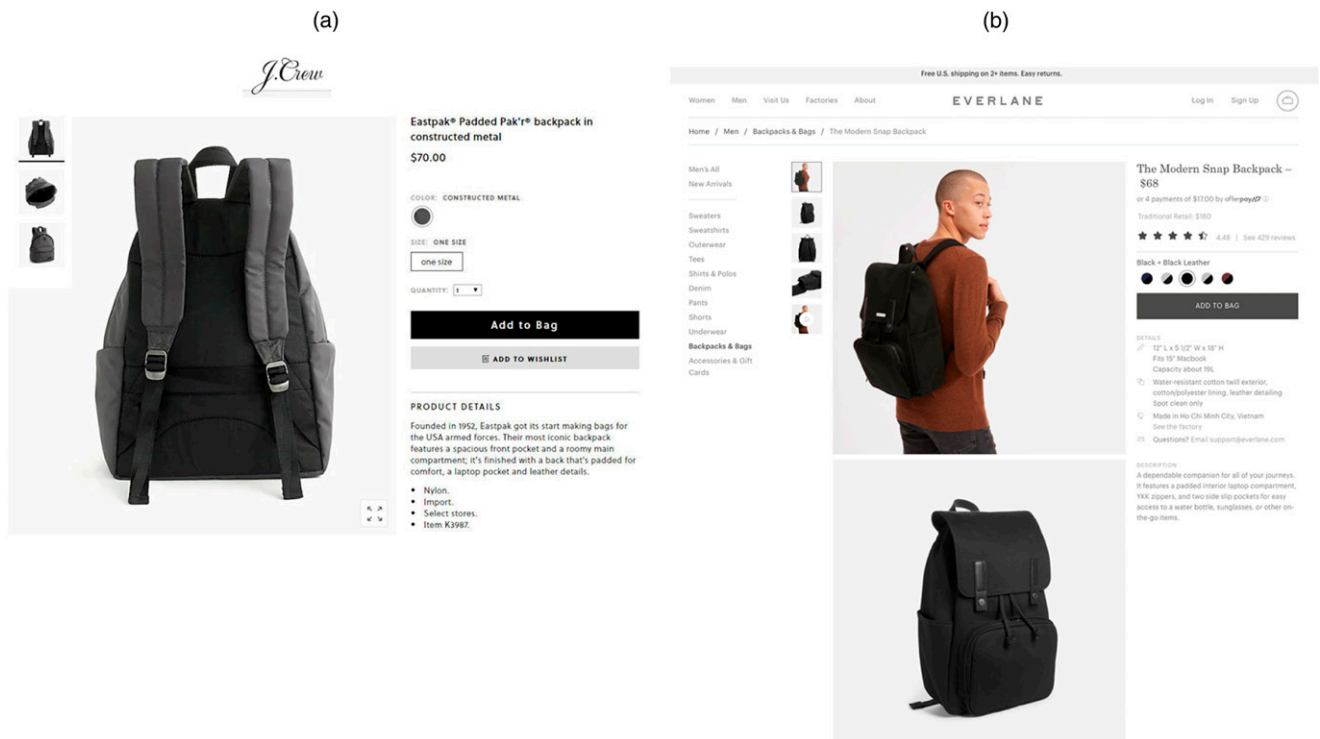 (a)
J.Crew
Eastpak® Padded Pak'r® backpack in
constructed metal
$70.00
COLOR: CONSTRUCTED METAL
SIZE: ONE SIZE
one size
QUANTITY: 1
Add to Bag
ADD TO WISHLIST
PRODUCT DETAILS
Founded in 1952, Eastpak got its start making bags for
the USA armed forces. Their most iconic backpack
features a spacious front pocket and a roomy main
compartment; it's finished with a back that's padded for
comfort, a laptop pocket and leather details.
• Nylon.
• Import.
• Select stores.
• Item K3987.
(b)
Free U.S. shipping on 2+ items. Easy returns.
Women Men Visit Us Factories About EVERLANE Log In Sign Up
Home / Men / Backpacks & Bags / The Modern Snap Backpack
Men's All
New Arrivals
Sweaters
Sweatshirts
Outerwear
Tees
Shirts & Polos
Denim
Pants
Shorts
Underwear
Backpacks & Bags
Accessories & Gift
Cards
The Modern Snap Backpack –
$68
or 4 payments of $17.00 by afterpay
Traditional Retail: $180
4.48 | See 429 reviews
Black + Black Leather
ADD TO BAG
DETAILS
12" L x 5 1/2" W x 18" H
Fits 15" Macbook
Capacity about 19L
Water-resistant cotton twill exterior,
cotton/polyester lining, leather detailing
Spot clean only
Made in Ho Chi Minh City, Vietnam
See the factory
Questions? Email support@everlane.com
DESCRIPTION
A dependable companion for all of your journeys.
It features a padded interior laptop compartment,
YKK zippers, and two side slip pockets for easy
access to a water bottle, sunglasses, or other on-
the-go items.